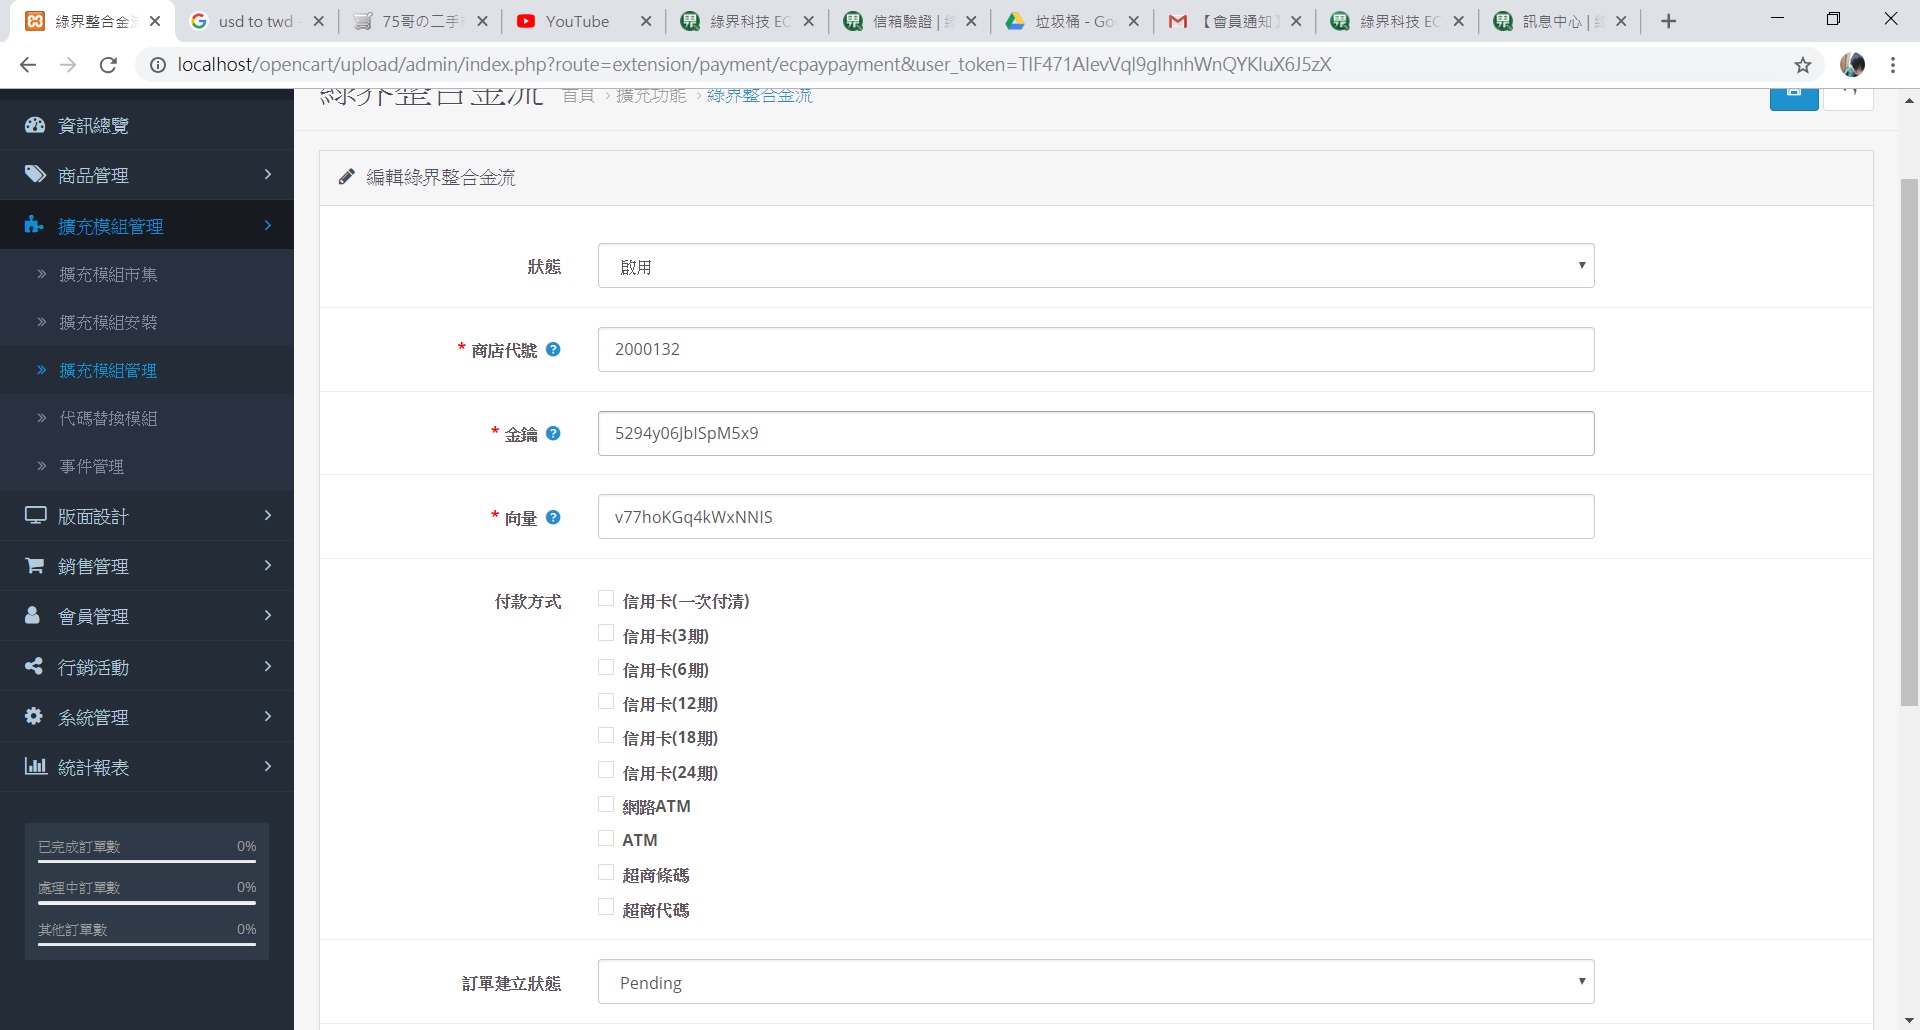 綠界整合金流
usd to twd -
75哥の二手
YouTube
綠界科技 EC
信箱驗證 | 綠
垃圾桶 - Goo
【會員通知】
綠界科技 EC
訊息中心 | 綠
localhost/opencart/upload/admin/index.php?route=extension/payment/ecpaypayment&user_token=TIF471AIevVqI9gIhnhWnQYKIuX6J5zX
綠界整合金流
首頁 › 擴充功能 › 綠界整合金流
資訊總覽
商品管理
擴充模組管理
擴充模組市集
擴充模組安裝
擴充模組管理
代碼替換模組
事件管理
版面設計
銷售管理
會員管理
行銷活動
系統管理
統計報表
已完成訂單數 0%
處理中訂單數 0%
其他訂單數 0%
編輯綠界整合金流
狀態 啟用
* 商店代號 2000132
* 金鑰 5294y06JbISpM5x9
* 向量 v77hoKGq4kWxNNIS
付款方式
信用卡(一次付清)
信用卡(3期)
信用卡(6期)
信用卡(12期)
信用卡(18期)
信用卡(24期)
網路ATM
ATM
超商條碼
超商代碼
訂單建立狀態 Pending